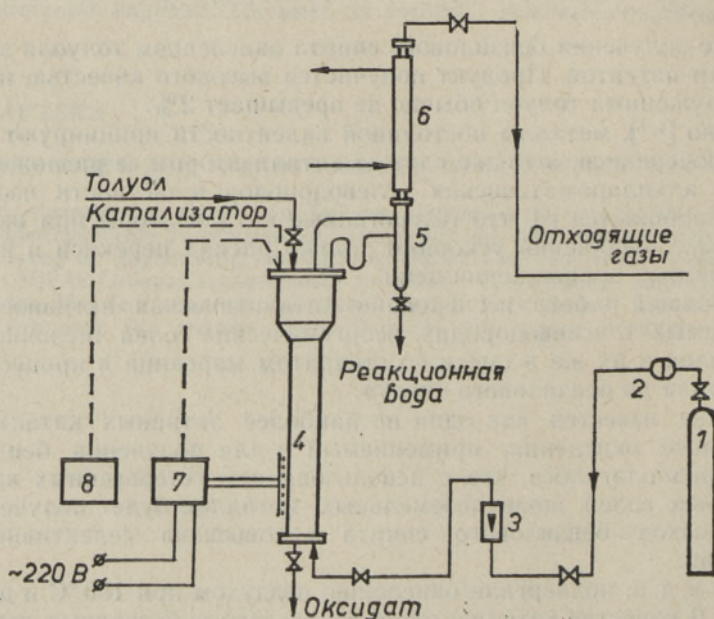 6
Толуол
Катализатор
5
Отходящие
газы
Реакционная
вода
2
1
4
8
7
3
~220 В
Оксидат